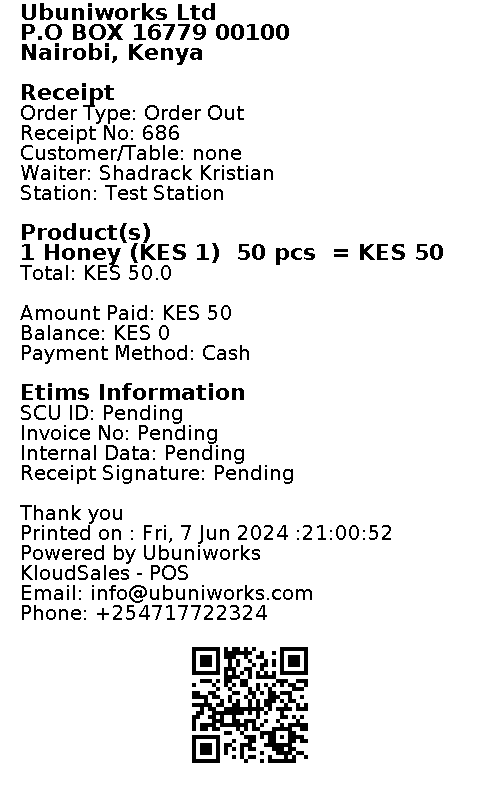 Ubuniworks Ltd
P.O BOX 16779 00100
Nairobi, Kenya
Receipt
Order Type: Order Out
Receipt No: 686
Customer/Table: none
Waiter: Shadrack Kristian
Station: Test Station
Product(s)
1 Honey (KES 1)  50 pcs  = KES 50
Total: KES 50.0
Amount Paid: KES 50
Balance: KES 0
Payment Method: Cash
Etims Information
SCU ID: Pending
Invoice No: Pending
Internal Data: Pending
Receipt Signature: Pending
Thank you
Printed on : Fri, 7 Jun 2024 :21:00:52
Powered by Ubuniworks
KloudSales - POS
Email: info@ubuniworks.com
Phone: +254717722324